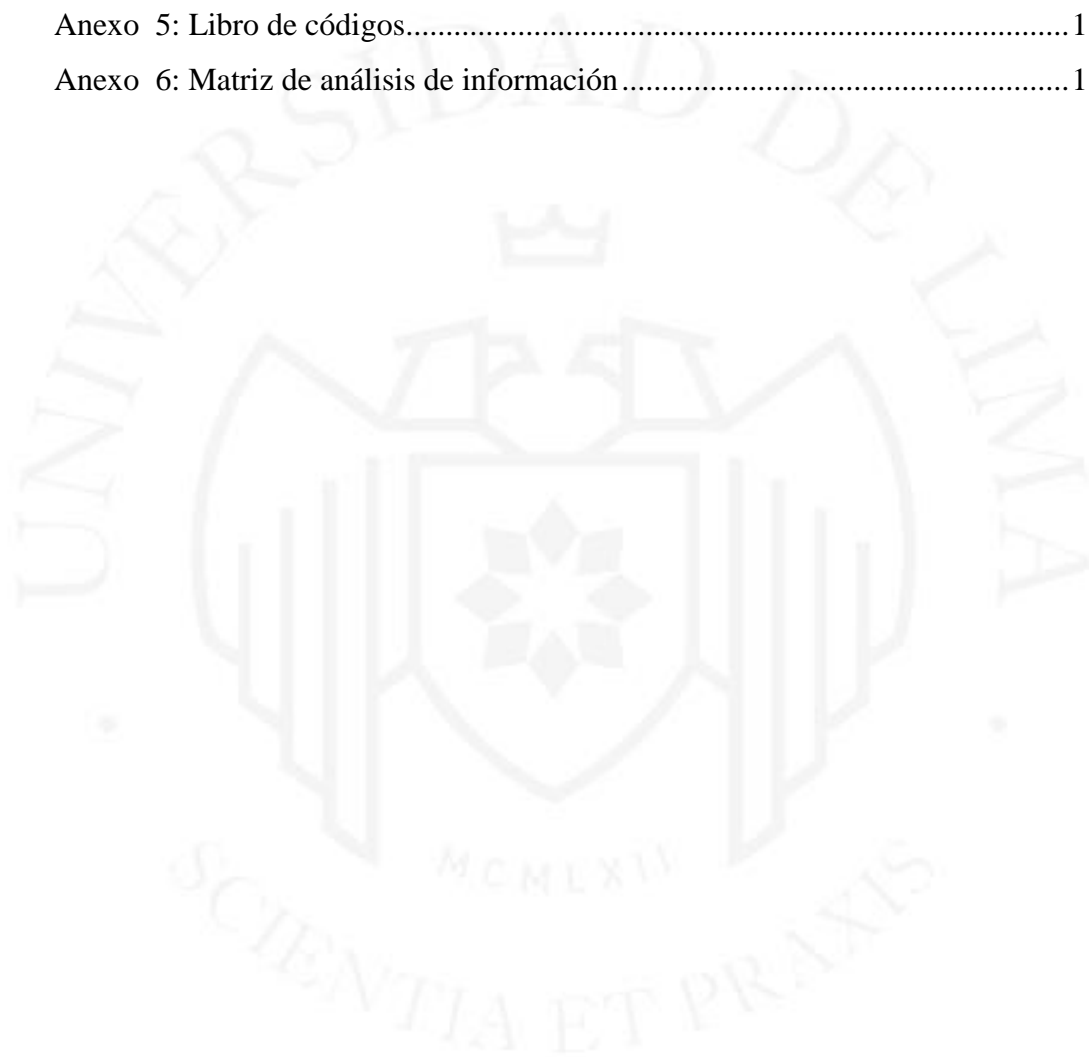 Anexo  5: Libro de códigos...................................................................................1
Anexo  6: Matriz de análisis de información........................................................1
UNIVERSIDAD DE LIMA
MCMLXII
SCIENTIA ET PRAXIS